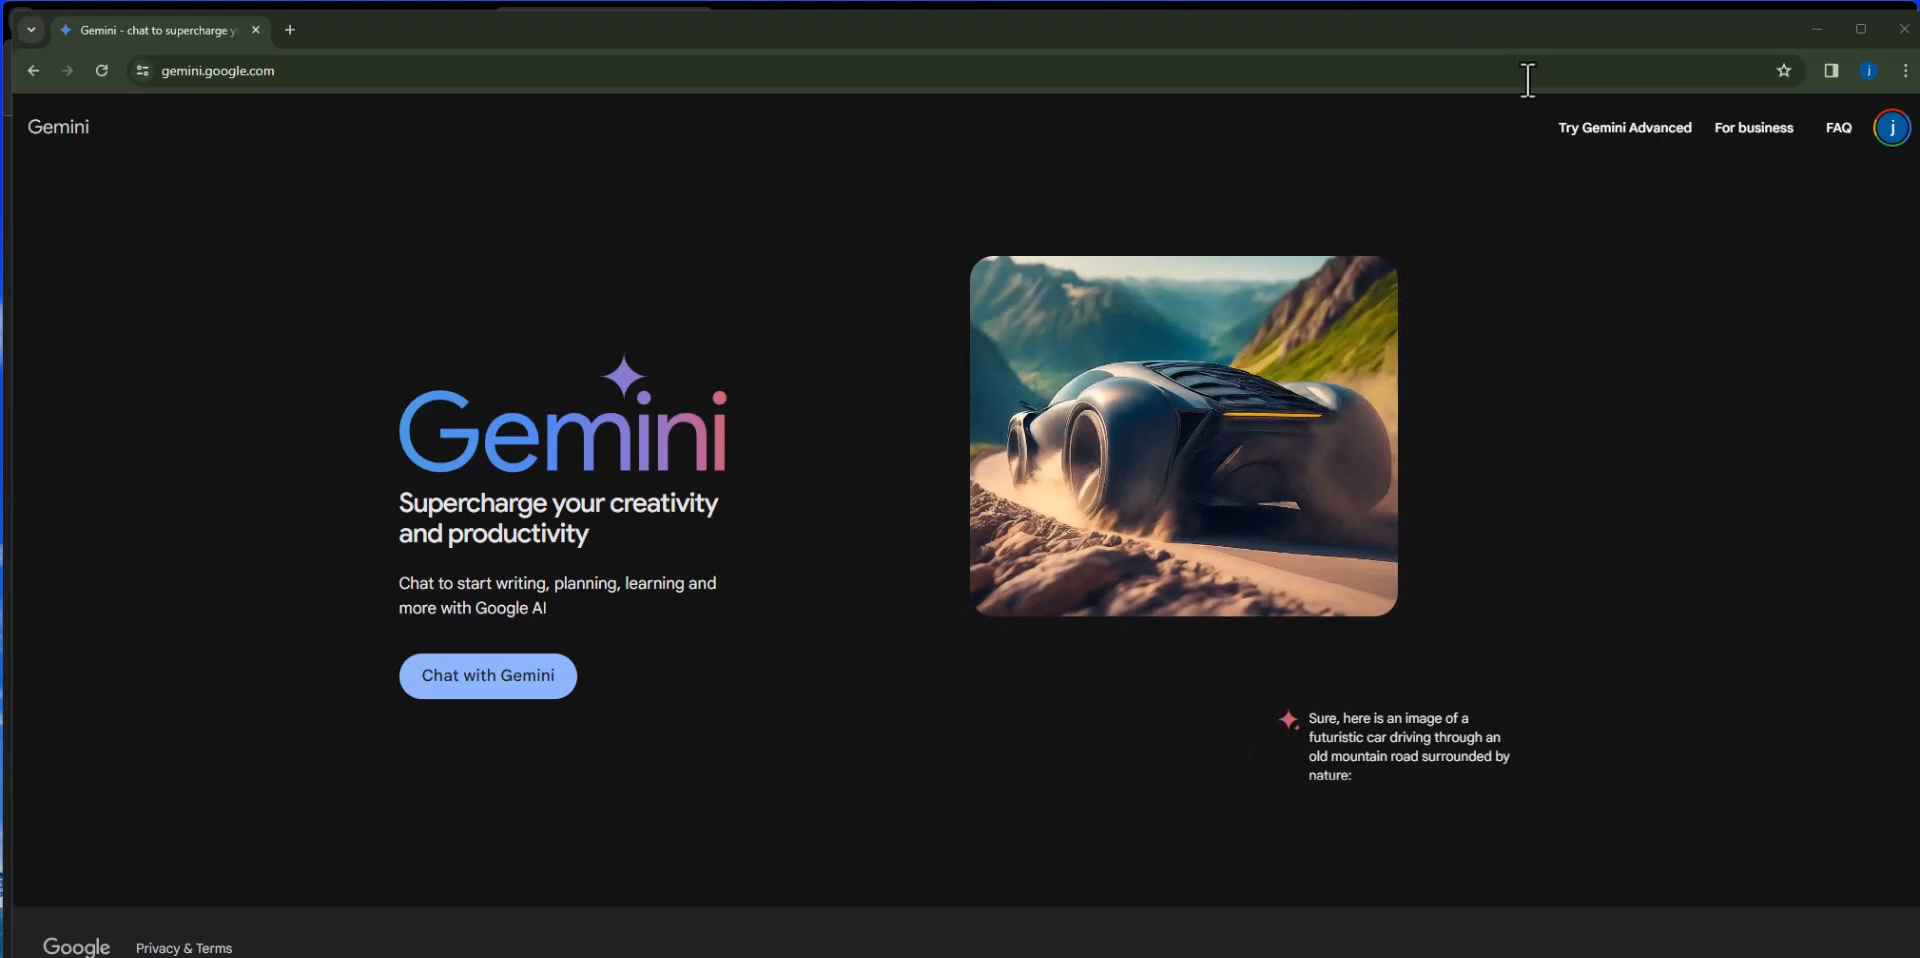 Gemini - chat to supercharge y
gemini.google.com
j
Gemini
Try Gemini Advanced
For business
FAQ
j
Gemini
Supercharge your creativity
and productivity
Chat to start writing, planning, learning and
more with Google AI
Chat with Gemini
Sure, here is an image of a
futuristic car driving through an
old mountain road surrounded by
nature:
Google
Privacy & Terms